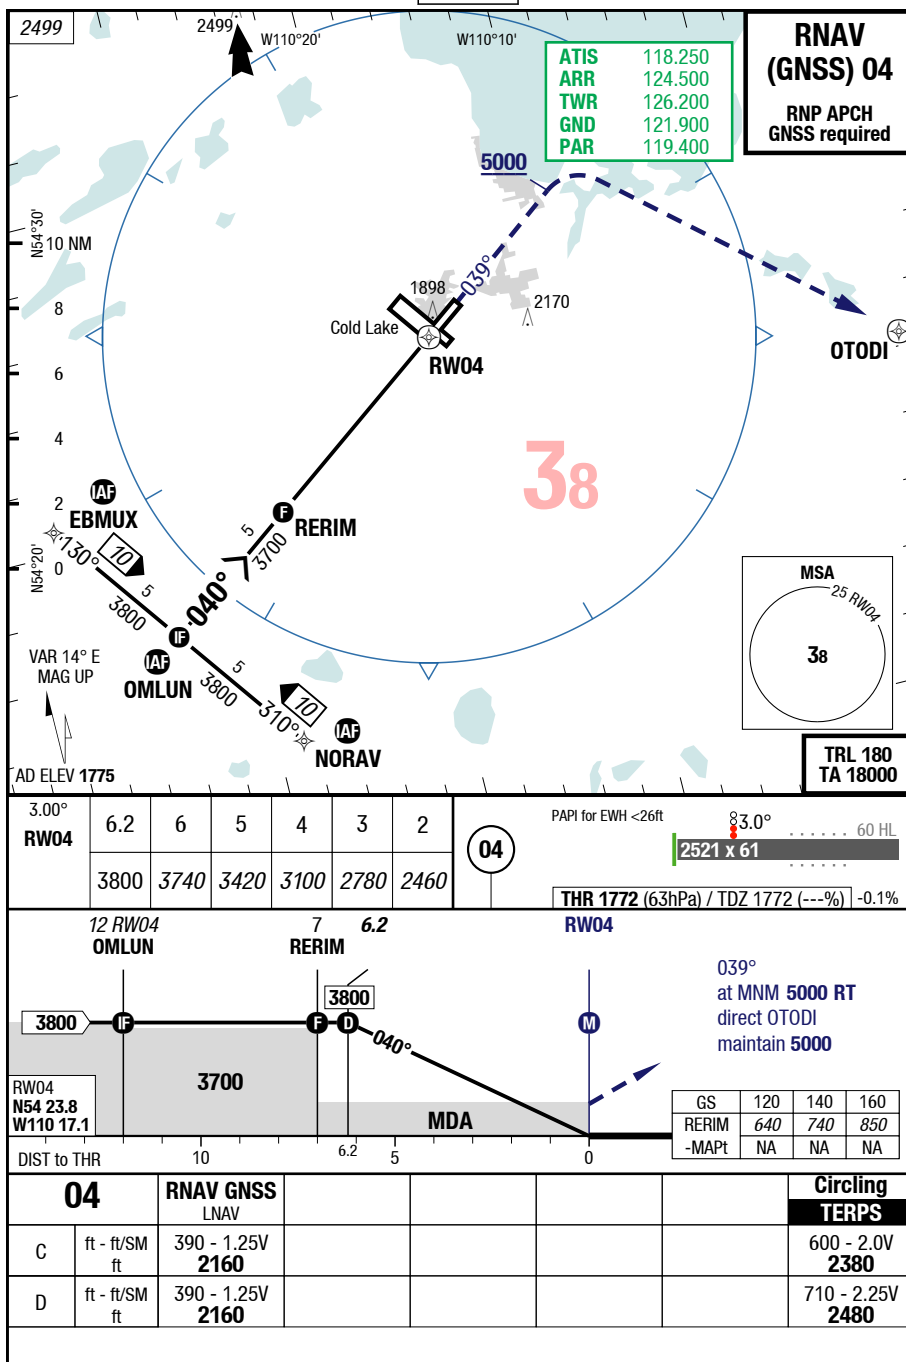 2499
2499
W110°20'
W110°10'
RNAV
(GNSS) 04
RNP APCH
GNSS required
ATIS 118.250
ARR 124.500
TWR 126.200
GND 121.900
PAR 119.400
5000
N54°30'
10 NM
039°
8
1898
2170
Cold Lake
RW04
OTODI
6
4
38
2
IAF
EBMUX
F
RERIM
5
3700
N54°20'
0
130°
10
5
3800
040°
IF
IAF
OMLUN
5
3800
10
310°
IAF
NORAV
MSA
25 RW04
38
VAR 14° E
MAG UP
AD ELEV 1775
TRL 180
TA 18000
3.00°
RW04
6.2 6 5 4 3 2
3800 3740 3420 3100 2780 2460
04
PAPI for EWH <26ft
3.0°
60 HL
2521 x 61
THR 1772 (63hPa) / TDZ 1772 (---%) -0.1%
12 RW04
OMLUN
7
RERIM
6.2
RW04
3800
3800
IF
F
D
040°
M
039°
at MNM 5000 RT
direct OTODI
maintain 5000
3700
MDA
RW04
N54 23.8
W110 17.1
GS 120 140 160
RERIM 640 740 850
-MAPt NA NA NA
DIST to THR 10 6.2 5 0
04
RNAV GNSS
LNAV
Circling
TERPS
C
ft - ft/SM
ft
390 - 1.25V
2160
600 - 2.0V
2380
D
ft - ft/SM
ft
390 - 1.25V
2160
710 - 2.25V
2480